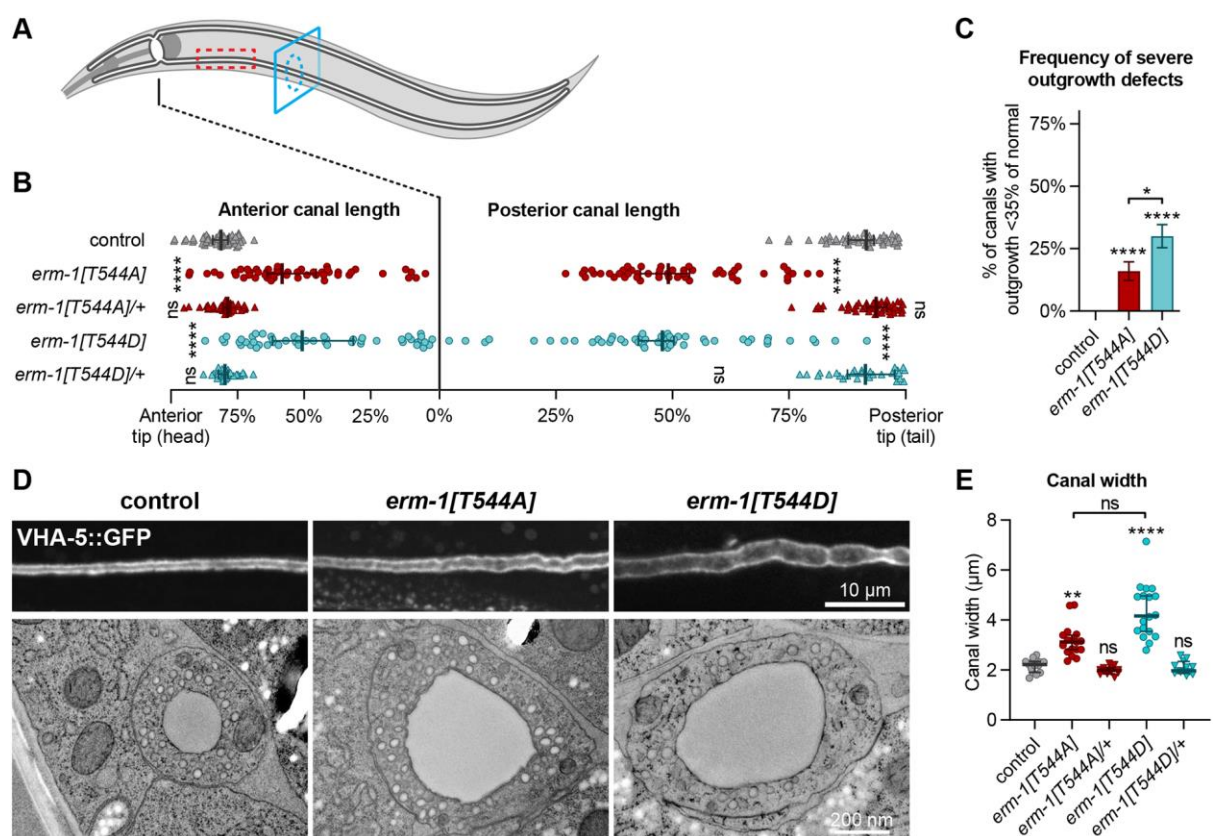 A
B
Anterior canal length
Posterior canal length
control
erm-1[T544A]
erm-1[T544A]/+
erm-1[T544D]
erm-1[T544D]/+
****
ns
****
ns
****
ns
****
ns
Anterior
tip (head)
75%
50%
25%
0%
25%
50%
75%
Posterior
tip (tail)
C
Frequency of severe
outgrowth defects
% of canals with
outgrowth <35% of normal
75%
50%
25%
0%
*
****
****
control
erm-1[T544A]
erm-1[T544D]
D
control
erm-1[T544A]
erm-1[T544D]
VHA-5::GFP
10 µm
200 nm
E
Canal width
Canal width (µm)
8
6
4
2
0
ns
**
ns
****
ns
control
erm-1[T544A]
erm-1[T544A]/+
erm-1[T544D]
erm-1[T544D]/+